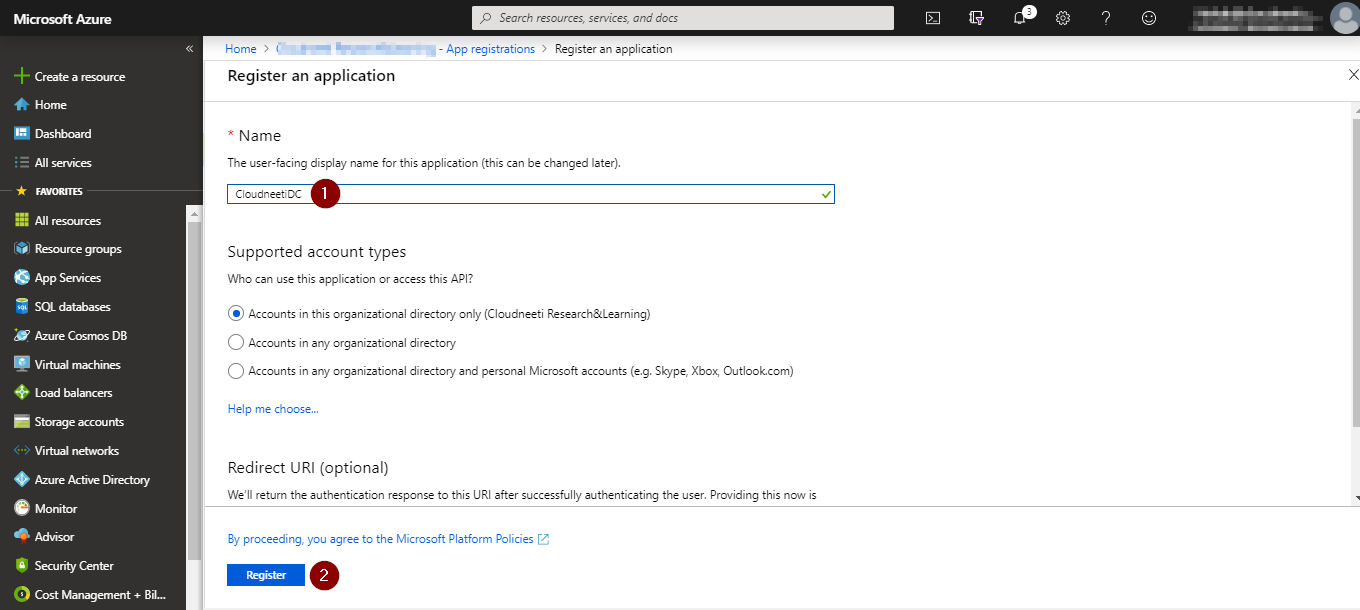 Microsoft Azure
Search resources, services, and docs
3
Home > - App registrations > Register an application
Create a resource
Home
Dashboard
All services
FAVORITES
All resources
Resource groups
App Services
SQL databases
Azure Cosmos DB
Virtual machines
Load balancers
Storage accounts
Virtual networks
Azure Active Directory
Monitor
Advisor
Security Center
Cost Management + Bil...
Register an application
* Name
The user-facing display name for this application (this can be changed later).
CloudneetiDC 1
Supported account types
Who can use this application or access this API?
Accounts in this organizational directory only (Cloudneeti Research&Learning)
Accounts in any organizational directory
Accounts in any organizational directory and personal Microsoft accounts (e.g. Skype, Xbox, Outlook.com)
Help me choose...
Redirect URI (optional)
We'll return the authentication response to this URI after successfully authenticating the user. Providing this now is
By proceeding, you agree to the Microsoft Platform Policies
Register 2